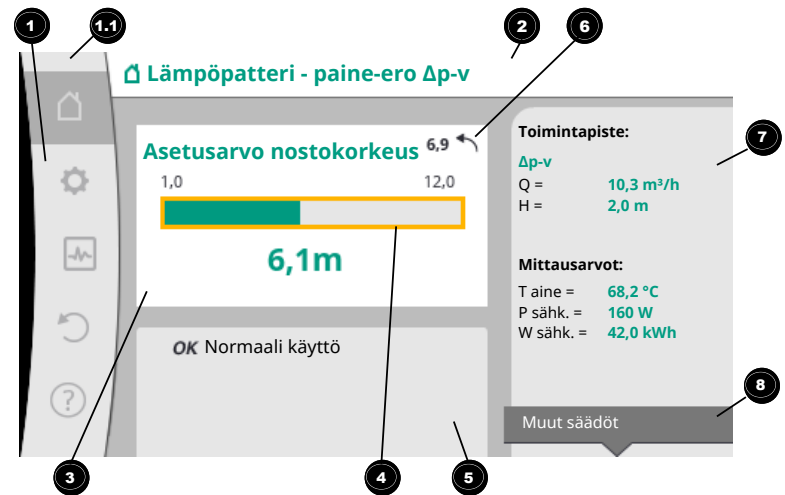 1
1.1
2
6
Lämpöpatteri - paine-ero Δp-v
Asetusarvo nostokorkeus 6,9
1,0 12,0
6,1m
OK Normaali käyttö
Toimintapiste:
7
Δp-v
Q = 10,3 m³/h
H = 2,0 m
Mittausarvot:
T aine = 68,2 °C
P sähk. = 160 W
W sähk. = 42,0 kWh
8
Muut säädöt
?
3
4
5